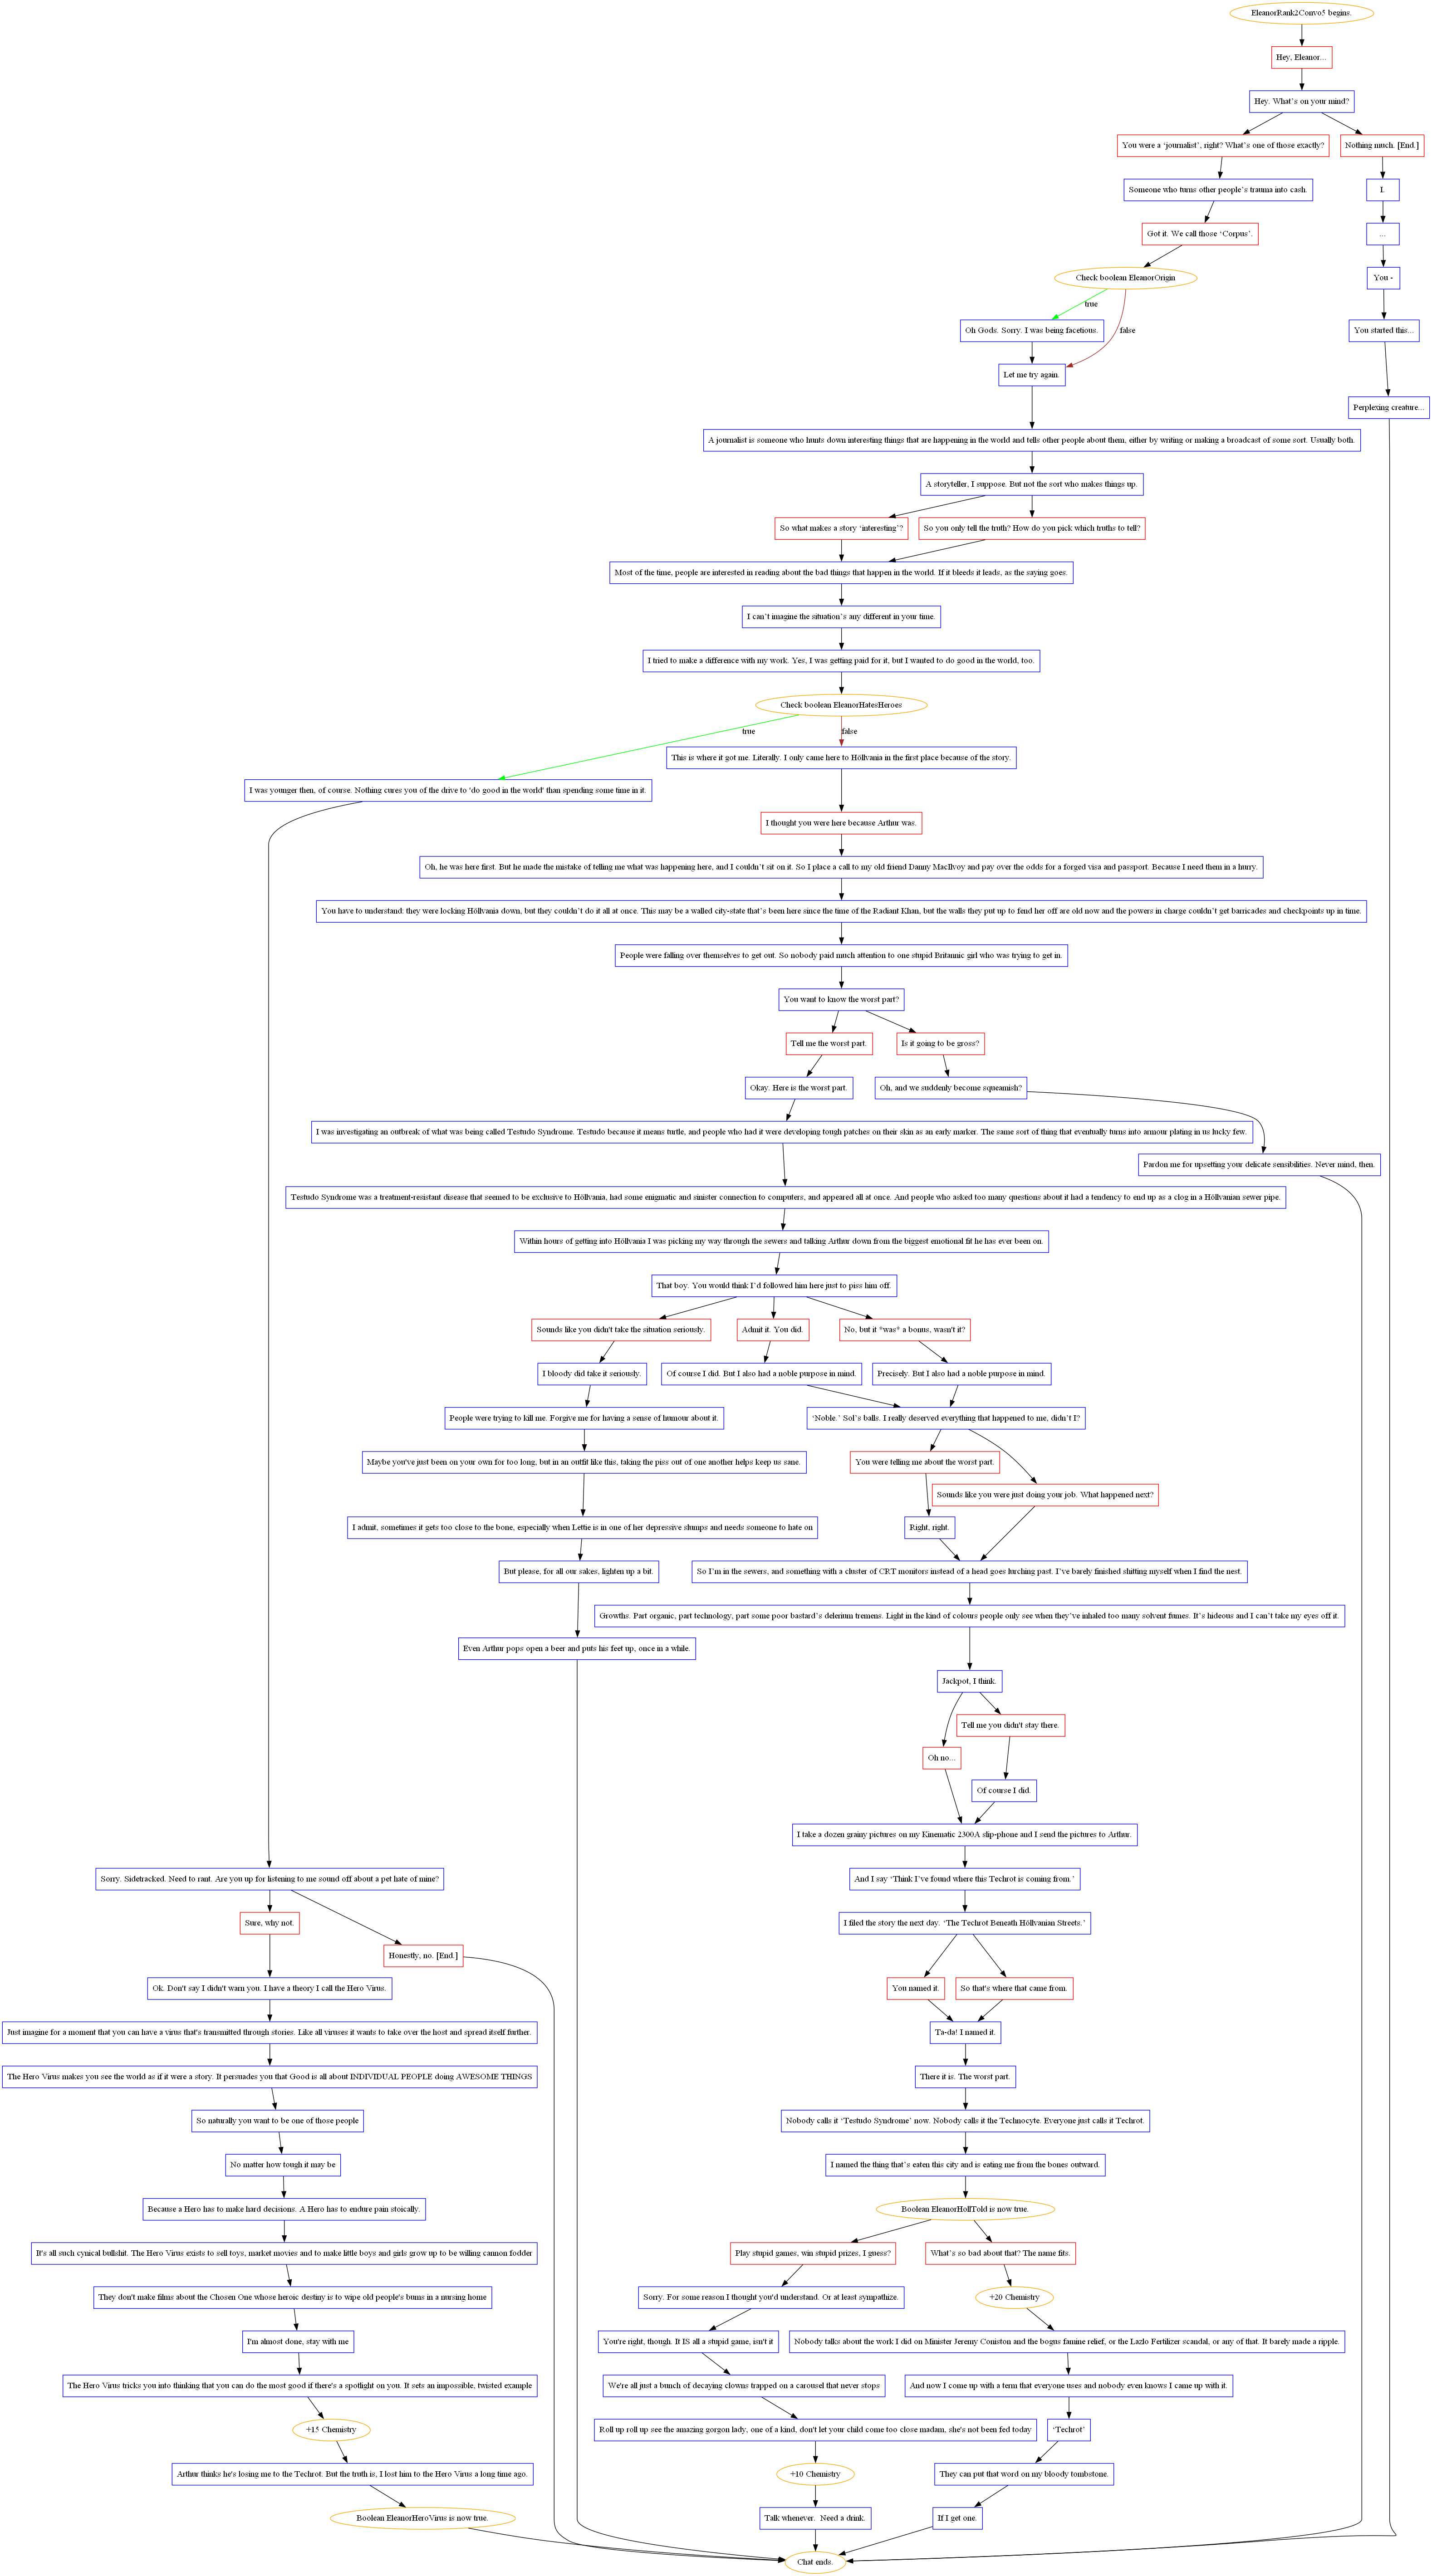 EleanorRank2Convo5 begins.
Hey, Eleanor...
Hey. What's on your mind?
You were a ‘journalist’, right? What's one of those exactly?
Nothing much. [End.]
Someone who turns other people's trauma into cash.
I.
Got it. We call those ‘Corpus’.
...
Check boolean EleanorOrigin
You -
true
Oh Gods. Sorry. I was being facetious.
false
You started this...
Let me try again.
Perplexing creature...
A journalist is someone who hunts down interesting things that are happening in the world and tells other people about them, either by writing or making a broadcast of some sort. Usually both.
A storyteller, I suppose. But not the sort who makes things up.
So what makes a story ‘interesting’?
So you only tell the truth? How do you pick which truths to tell?
Most of the time, people are interested in reading about the bad things that happen in the world. If it bleeds it leads, as the saying goes.
I can't imagine the situation's any different in your time.
I tried to make a difference with my work. Yes, I was getting paid for it, but I wanted to do good in the world, too.
Check boolean EleanorHatesHeroes
true
false
This is where it got me. Literally. I only came here to Höllvania in the first place because of the story.
I was younger then, of course. Nothing cures you of the drive to 'do good in the world' than spending some time in it.
I thought you were here because Arthur was.
Oh, he was here first. But he made the mistake of telling me what was happening here, and I couldn't sit on it. So I place a call to my old friend Danny MacIlvoy and pay over the odds for a forged visa and passport. Because I need them in a hurry.
You have to understand: they were locking Höllvania down, but they couldn't do it all at once. This may be a walled city-state that's been here since the time of the Radiant Khan, but the walls they put up to fend her off are old now and the powers in charge couldn't get barricades and checkpoints up in time.
People were falling over themselves to get out. So nobody paid much attention to one stupid Britannic girl who was trying to get in.
You want to know the worst part?
Tell me the worst part.
Is it going to be gross?
Okay. Here is the worst part.
Oh, and we suddenly become squeamish?
I was investigating an outbreak of what was being called Testudo Syndrome. Testudo because it means turtle, and people who had it were developing tough patches on their skin as an early marker. The same sort of thing that eventually turns into armour plating in us lucky few.
Pardon me for upsetting your delicate sensibilities. Never mind, then.
Testudo Syndrome was a treatment-resistant disease that seemed to be exclusive to Höllvania, had some enigmatic and sinister connection to computers, and appeared all at once. And people who asked too many questions about it had a tendency to end up as a clog in a Höllvanian sewer pipe.
Within hours of getting into Höllvania I was picking my way through the sewers and talking Arthur down from the biggest emotional fit he has ever been on.
That boy. You would think I'd followed him here just to piss him off.
Sounds like you didn't take the situation seriously.
Admit it. You did.
No, but it *was* a bonus, wasn't it?
I bloody did take it seriously.
Of course I did. But I also had a noble purpose in mind.
Precisely. But I also had a noble purpose in mind.
People were trying to kill me. Forgive me for having a sense of humour about it.
‘Noble.’ Sol's balls. I really deserved everything that happened to me, didn't I?
Maybe you've just been on your own for too long, but in an outfit like this, taking the piss out of one another helps keep us sane.
You were telling me about the worst part.
Sounds like you were just doing your job. What happened next?
I admit, sometimes it gets too close to the bone, especially when Lettie is in one of her depressive slumps and needs someone to hate on
Right, right.
But please, for all our sakes, lighten up a bit.
So I'm in the sewers, and something with a cluster of CRT monitors instead of a head goes lurching past. I've barely finished shitting myself when I find the nest.
Growths. Part organic, part technology, part some poor bastard's delerium tremens. Light in the kind of colours people only see when they've inhaled too many solvent fumes. It's hideous and I can't take my eyes off it.
Even Arthur pops open a beer and puts his feet up, once in a while.
Jackpot, I think.
Tell me you didn't stay there.
Oh no...
Of course I did.
I take a dozen grainy pictures on my Kinematic 2300A slip-phone and I send the pictures to Arthur.
Sorry. Sidetracked. Need to rant. Are you up for listening to me sound off about a pet hate of mine?
And I say ‘Think I've found where this Techrot is coming from.’
Sure, why not.
I filed the story the next day. ‘The Techrot Beneath Höllvanian Streets.’
Honestly, no. [End.]
Ok. Don't say I didn't warn you. I have a theory I call the Hero Virus.
You named it.
So that's where that came from.
Just imagine for a moment that you can have a virus that's transmitted through stories. Like all viruses it wants to take over the host and spread itself further.
Ta-da! I named it.
The Hero Virus makes you see the world as if it were a story. It persuades you that Good is all about INDIVIDUAL PEOPLE doing AWESOME THINGS
There it is. The worst part.
So naturally you want to be one of those people
Nobody calls it ‘Testudo Syndrome’ now. Nobody calls it the Technocyte. Everyone just calls it Techrot.
No matter how tough it may be
I named the thing that's eaten this city and is eating me from the bones outward.
Because a Hero has to make hard decisions. A Hero has to endure pain stoically.
Boolean EleanorHollTold is now true.
It's all such cynical bullshit. The Hero Virus exists to sell toys, market movies and to make little boys and girls grow up to be willing cannon fodder
Play stupid games, win stupid prizes, I guess?
What's so bad about that? The name fits.
They don't make films about the Chosen One whose heroic destiny is to wipe old people's bums in a nursing home
Sorry. For some reason I thought you'd understand. Or at least sympathize.
+20 Chemistry
I'm almost done, stay with me
You're right, though. It IS all a stupid game, isn't it
Nobody talks about the work I did on Minister Jeremy Coniston and the bogus famine relief, or the Lazlo Fertilizer scandal, or any of that. It barely made a ripple.
The Hero Virus tricks you into thinking that you can do the most good if there's a spotlight on you. It sets an impossible, twisted example
We're all just a bunch of decaying clowns trapped on a carousel that never stops
And now I come up with a term that everyone uses and nobody even knows I came up with it.
+15 Chemistry
Roll up roll up see the amazing gorgon lady, one of a kind, don't let your child come too close madam, she's not been fed today
‘Techrot’
Arthur thinks he's losing me to the Techrot. But the truth is, I lost him to the Hero Virus a long time ago.
+10 Chemistry
They can put that word on my bloody tombstone.
Boolean EleanorHeroVirus is now true.
Talk whenever. Need a drink.
If I get one.
Chat ends.